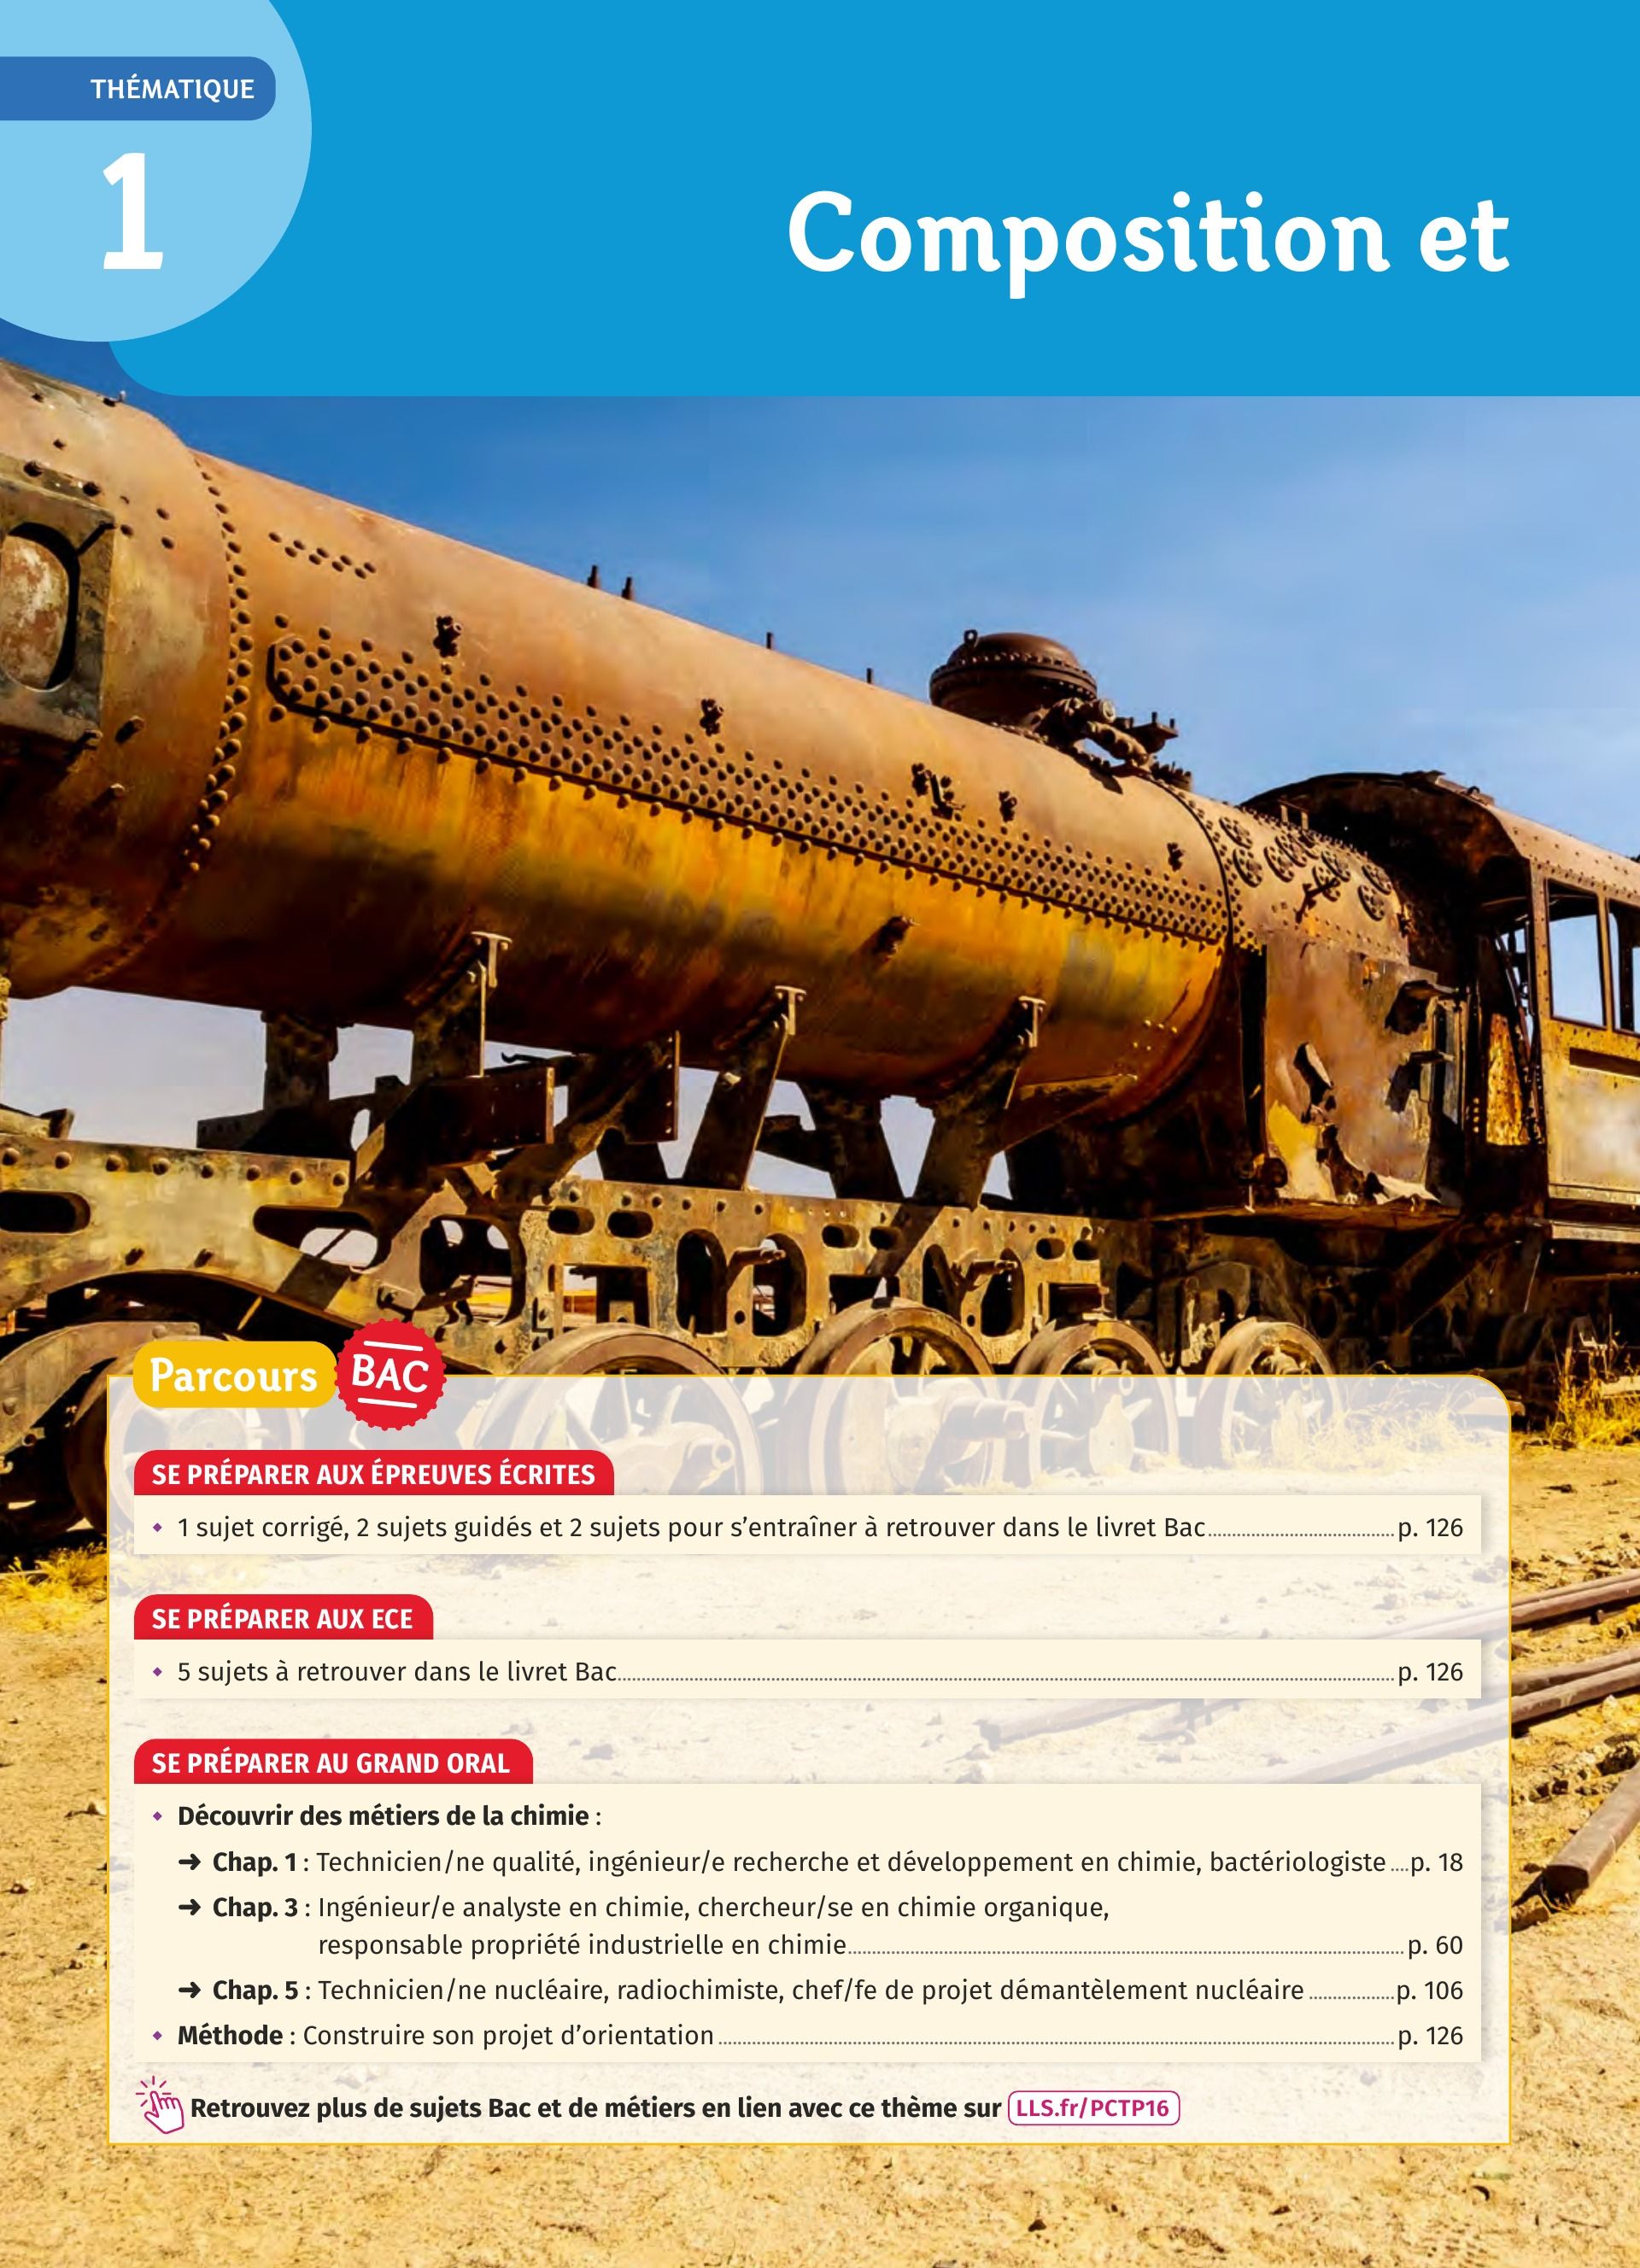 THÉMATIQUE
1
Composition et
Parcours BAC
SE PRÉPARER AUX ÉPREUVES ÉCRITES
1 sujet corrigé, 2 sujets guidés et 2 sujets pour s’entraîner à retrouver dans le livret Bac p. 126
SE PRÉPARER AUX ECE
5 sujets à retrouver dans le livret Bac p. 126
SE PRÉPARER AU GRAND ORAL
Découvrir des métiers de la chimie :
➜ Chap. 1 : Technicien/ne qualité, ingénieur/e recherche et développement en chimie, bactériologiste p. 18
➜ Chap. 3 : Ingénieur/e analyste en chimie, chercheur/se en chimie organique,
responsable propriété industrielle en chimie p. 60
➜ Chap. 5 : Technicien/ne nucléaire, radiochimiste, chef/fe de projet démantèlement nucléaire p. 106
Méthode : Construire son projet d’orientation p. 126
Retrouvez plus de sujets Bac et de métiers en lien avec ce thème sur LLS.fr/PCTP16